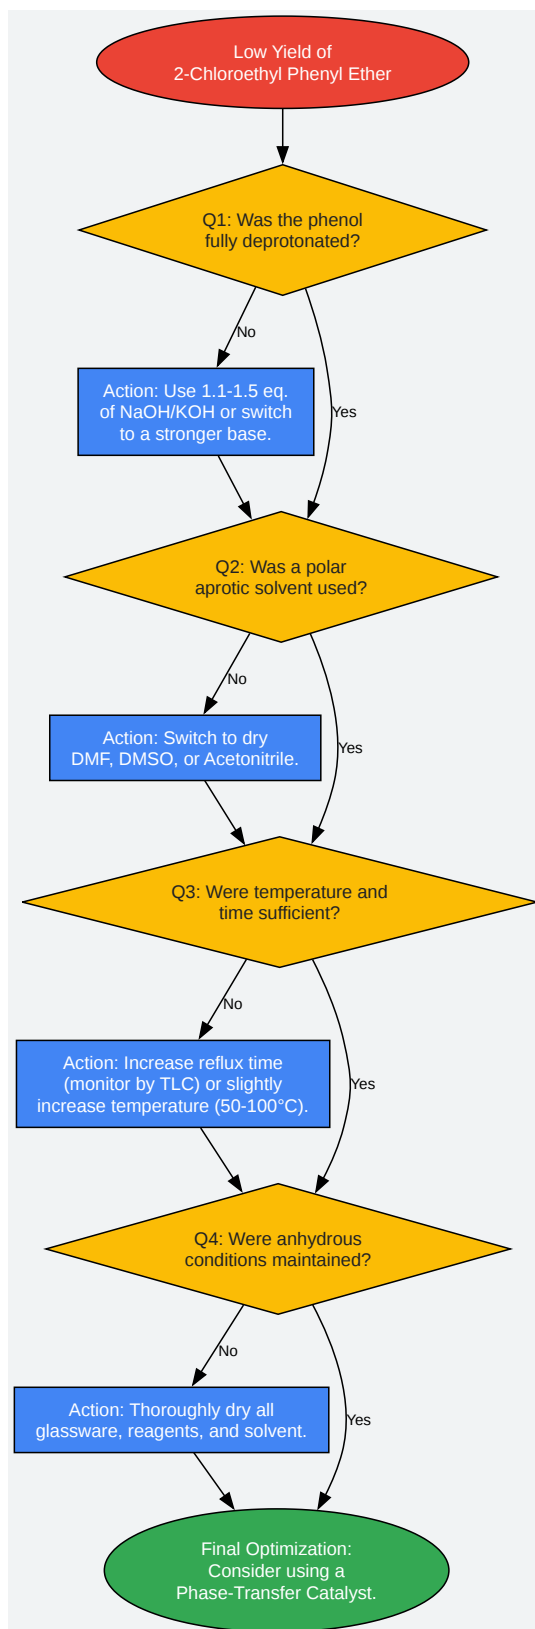 Low Yield of
2-Chloroethyl Phenyl Ether
Q1: Was the phenol
fully deprotonated?
No
Action: Use 1.1-1.5 eq.
of NaOH/KOH or switch
to a stronger base.
Yes
Q2: Was a polar
aprotic solvent used?
No
Action: Switch to dry
DMF, DMSO, or Acetonitrile.
Yes
Q3: Were temperature and
time sufficient?
No
Action: Increase reflux time
(monitor by TLC) or slightly
increase temperature (50-100°C).
Yes
Q4: Were anhydrous
conditions maintained?
No
Action: Thoroughly dry all
glassware, reagents, and solvent.
Yes
Final Optimization:
Consider using a
Phase-Transfer Catalyst.